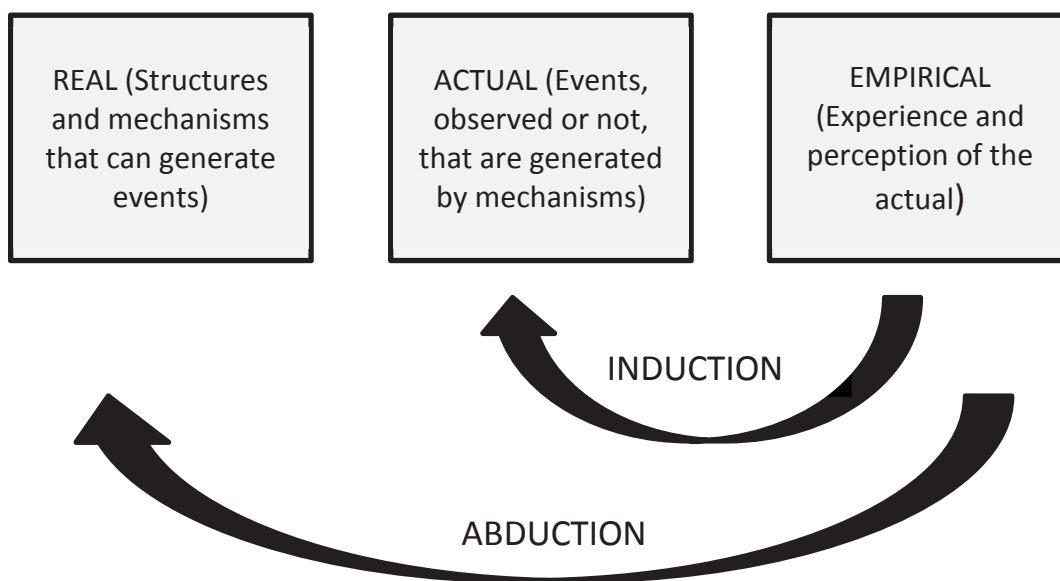 REAL (Structures
and mechanisms
that can generate
events)
ACTUAL (Events,
observed or not,
that are generated
by mechanisms)
EMPIRICAL
(Experience and
perception of the
actual)
INDUCTION
ABDUCTION